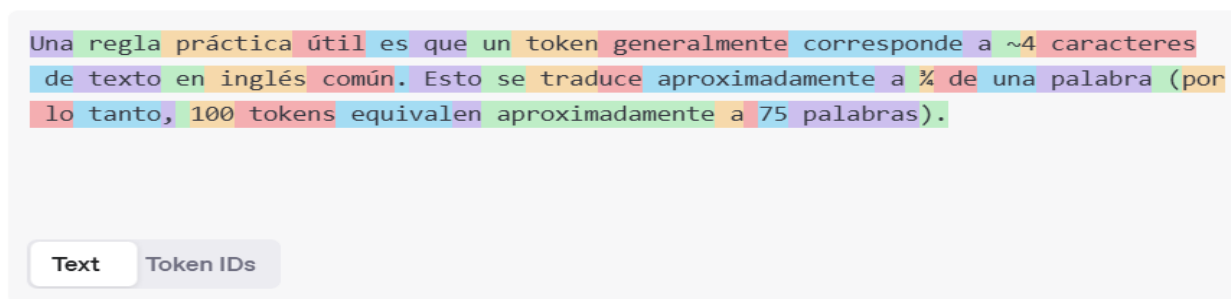 Una regla práctica útil es que un token generalmente corresponde a ~4 caracteres
de texto en inglés común. Esto se traduce aproximadamente a ¾ de una palabra (por
lo tanto, 100 tokens equivalen aproximadamente a 75 palabras).
Text Token IDs